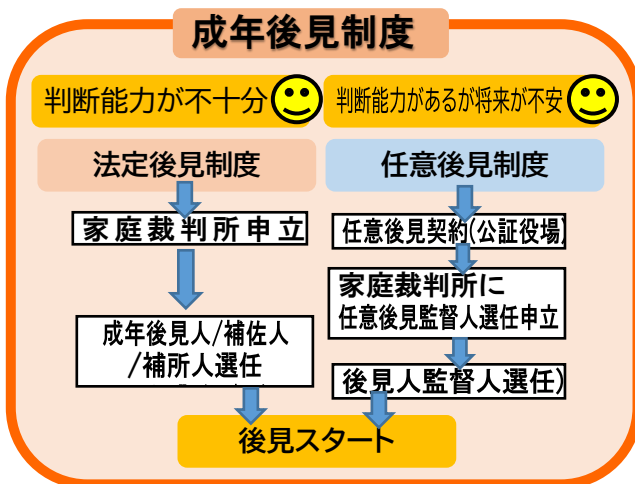 成年後見制度
判断能力が不十分
判断能力があるが将来が不安
法定後見制度
任意後見制度
家庭裁判所申立
任意後見契約(公証役場)
家庭裁判所に
任意後見監督人選任申立
成年後見人/補佐人
/補所人選任
後見人監督人選任)
後見スタート